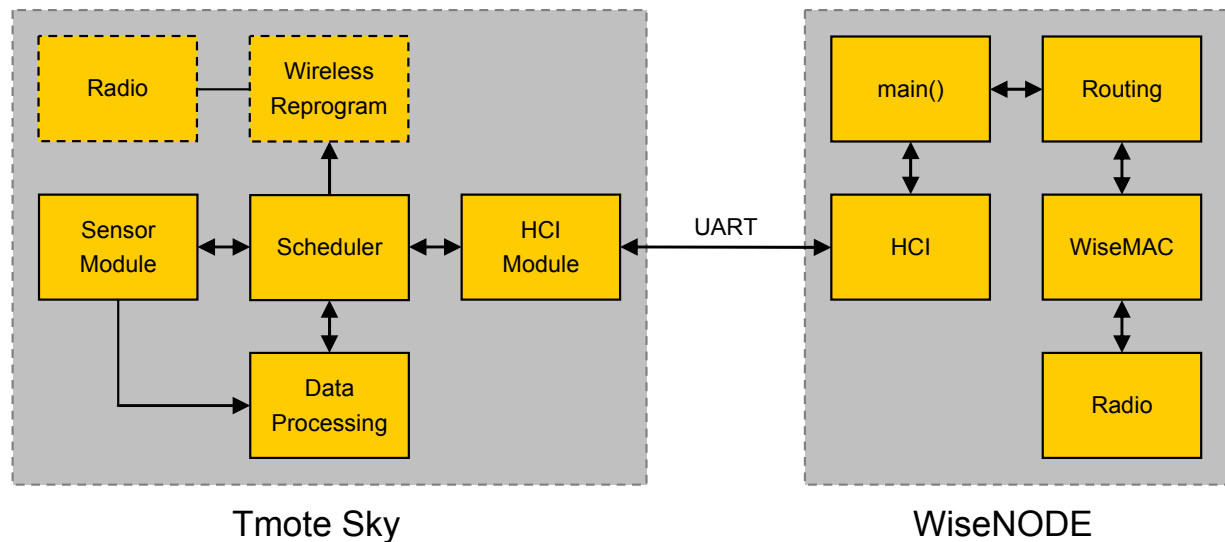 Radio
Wireless
Reprogram
Sensor
Module
Scheduler
HCI
Module
Data
Processing
Tmote Sky
UART
main()
Routing
HCI
WiseMAC
Radio
WiseNODE